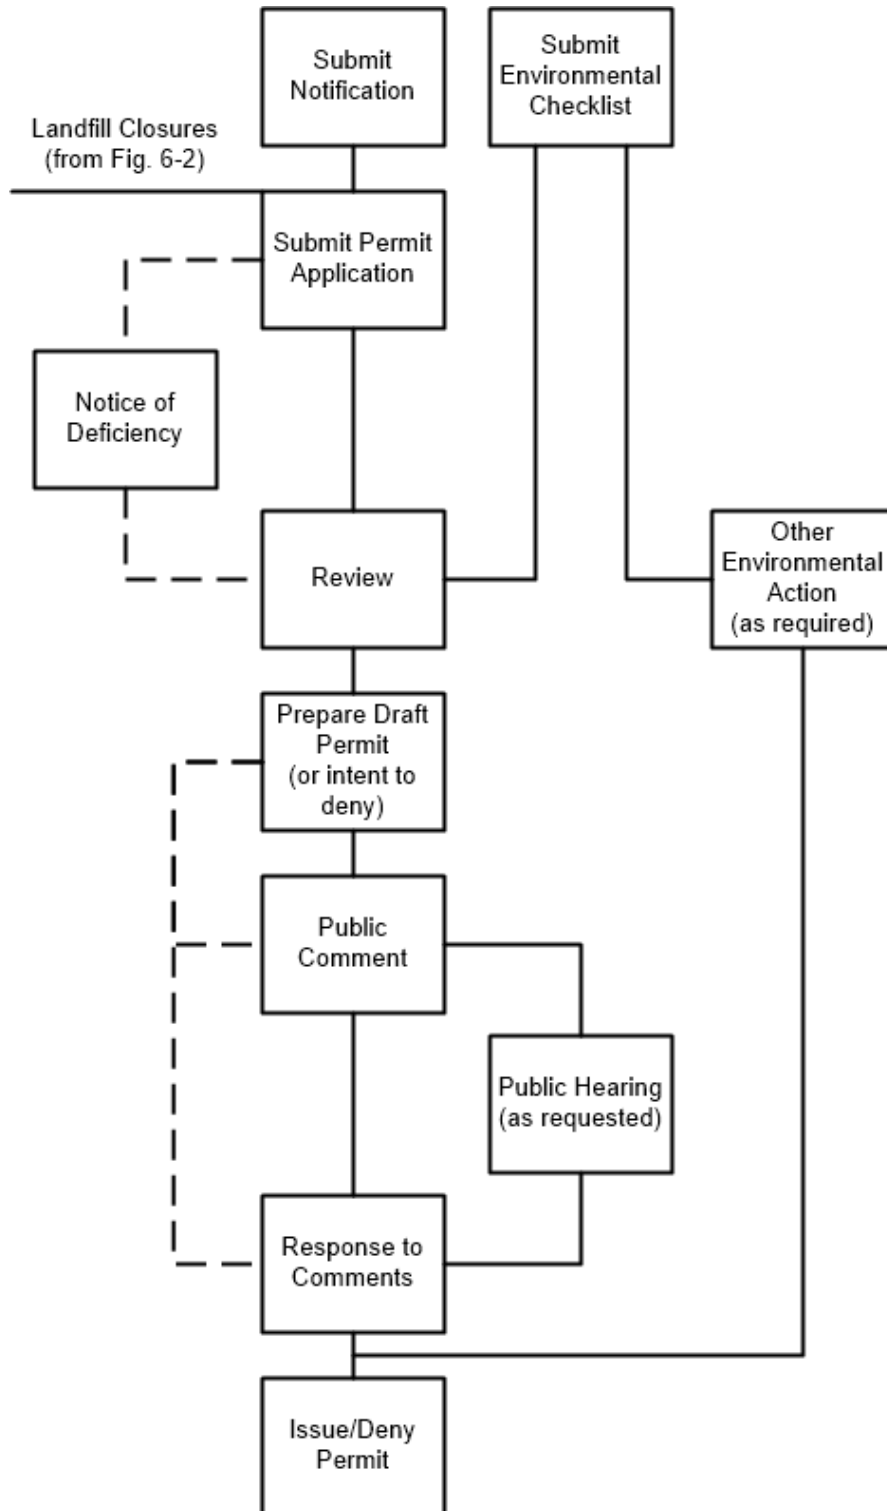 Submit
Notification
Submit
Environmental
Checklist
Landfill Closures
(from Fig. 6-2)
Submit Permit
Application
Notice of
Deficiency
Review
Other
Environmental
Action
(as required)
Prepare Draft
Permit
(or intent to
deny)
Public
Comment
Public Hearing
(as requested)
Response to
Comments
Issue/Deny
Permit